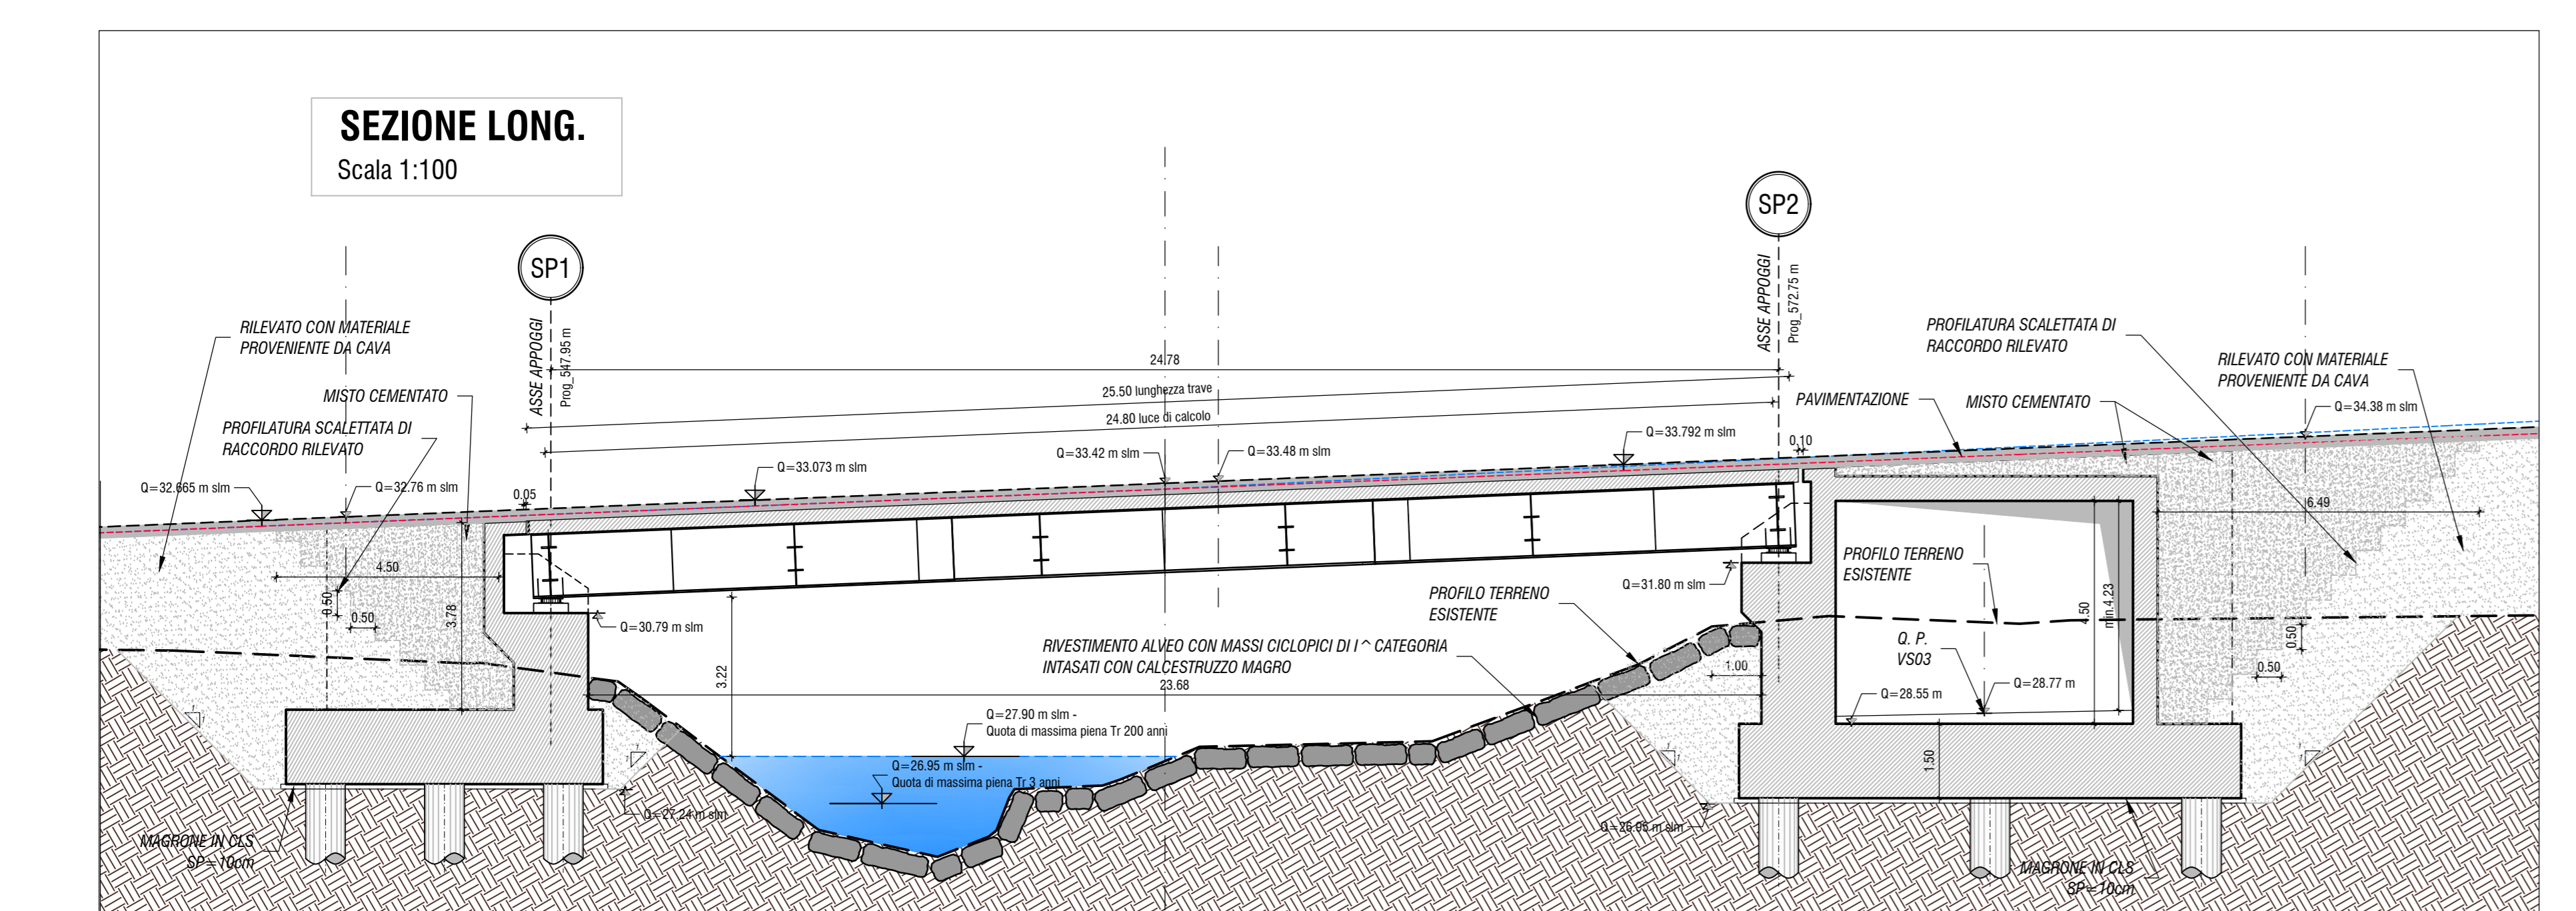 SEZIONE LONG.
Scala 1:100
SP1
SP2
ASSE APPOGGI
Prog_547.95 m
ASSE APPOGGI
Prog_572.75 m
24.78
25.50 lunghezza trave
24.80 luce di calcolo
RILEVATO CON MATERIALE
PROVENIENTE DA CAVA
MISTO CEMENTATO
PROFILATURA SCALETTATA DI
RACCORDO RILEVATO
Q=32.665 m slm
Q=32.76 m slm
0.05
Q=33.073 m slm
Q=33.42 m slm
Q=33.48 m slm
Q=33.792 m slm
0.10
PAVIMENTAZIONE
MISTO CEMENTATO
PROFILATURA SCALETTATA DI
RACCORDO RILEVATO
RILEVATO CON MATERIALE
PROVENIENTE DA CAVA
Q=34.38 m slm
6.49
4.50
0.50
0.50
3.78
Q=30.79 m slm
3.22
23.68
RIVESTIMENTO ALVEO CON MASSI CICLOPICI DI I^ CATEGORIA
INTASATI CON CALCESTRUZZO MAGRO
PROFILO TERRENO
ESISTENTE
Q=31.80 m slm
1.00
PROFILO TERRENO
ESISTENTE
4.50
min.4.23
Q. P.
VS03
Q=28.55 m
Q=28.77 m
0.50
0.50
1.50
Q=27.90 m slm -
Quota di massima piena Tr 200 anni
Q=26.95 m slm -
Quota di massima piena Tr 3 anni
Q=27.24 m slm
Q=26.95 m slm
MAGRONE IN CLS
SP=10cm
MAGRONE IN CLS
SP=10cm